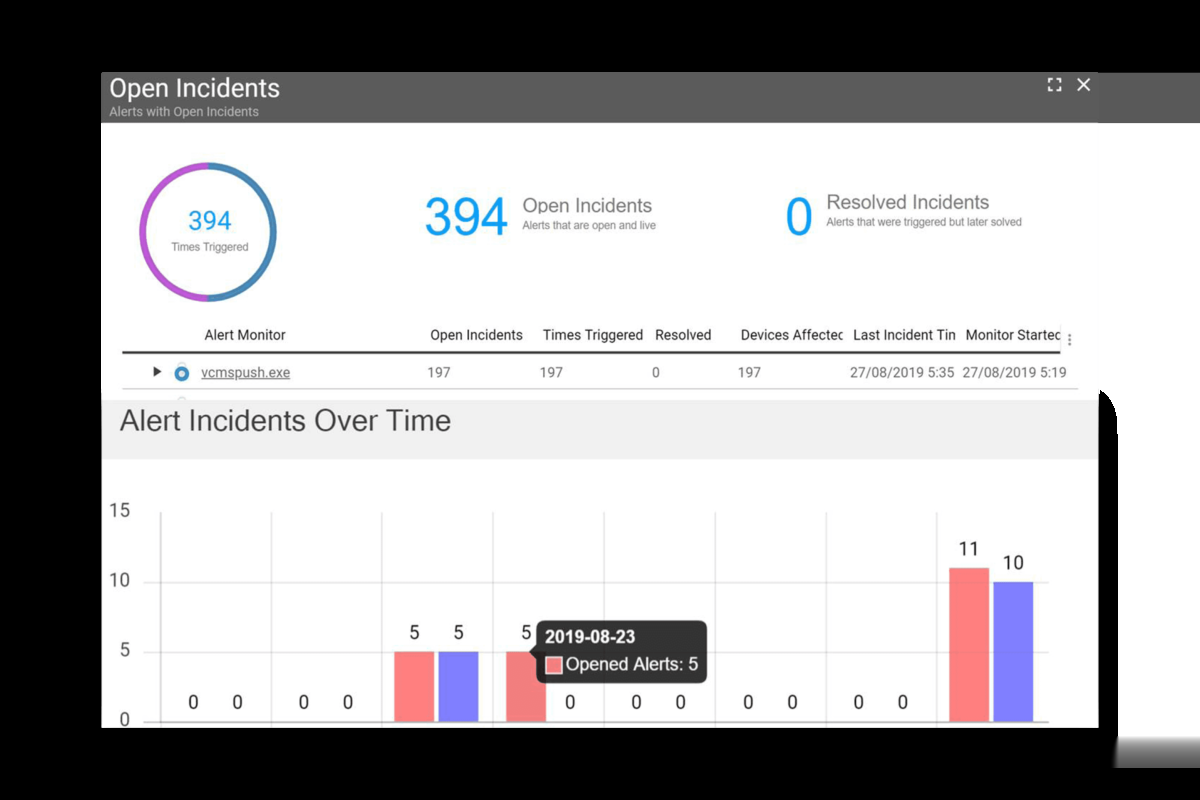 Open Incidents
Alerts with Open Incidents
394
Times Triggered
394
Open Incidents
Alerts that are open and live
0
Resolved Incidents
Alerts that were triggered but later solved
Alert Monitor Open Incidents Times Triggered Resolved Devices Affected Last Incident Tin Monitor Started
vcmspush.exe 197 197 0 197 27/08/2019 5:35 27/08/2019 5:19
Alert Incidents Over Time
15
11
10
10
5 5 5
2019-08-23
5
Opened Alerts: 5
0 0 0 0 0 0 0 0 0 0 0
0